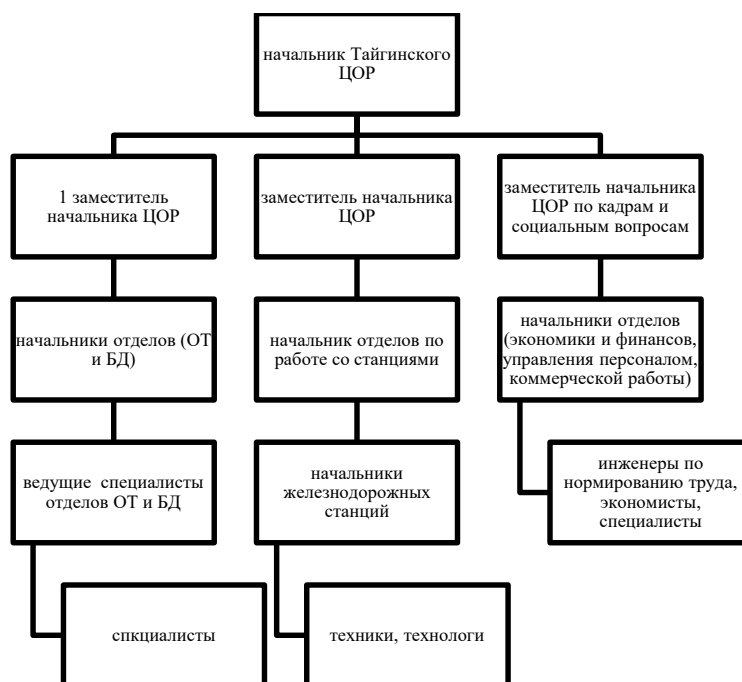 начальник Тайгинского
ЦОР
1 заместитель
начальника ЦОР
заместитель начальника
ЦОР
заместитель начальника
ЦОР по кадрам и
социальным вопросам
начальники отделов (ОТ
и БД)
начальник отделов по
работе со станциями
начальники отделов
(экономики и финансов,
управления персоналом,
коммерческой работы)
ведущие специалисты
отделов ОТ и БД
начальники
железнодорожных
станций
инженеры по
нормированию труда,
экономисты,
специалисты
спкциалисты
техники, технологи